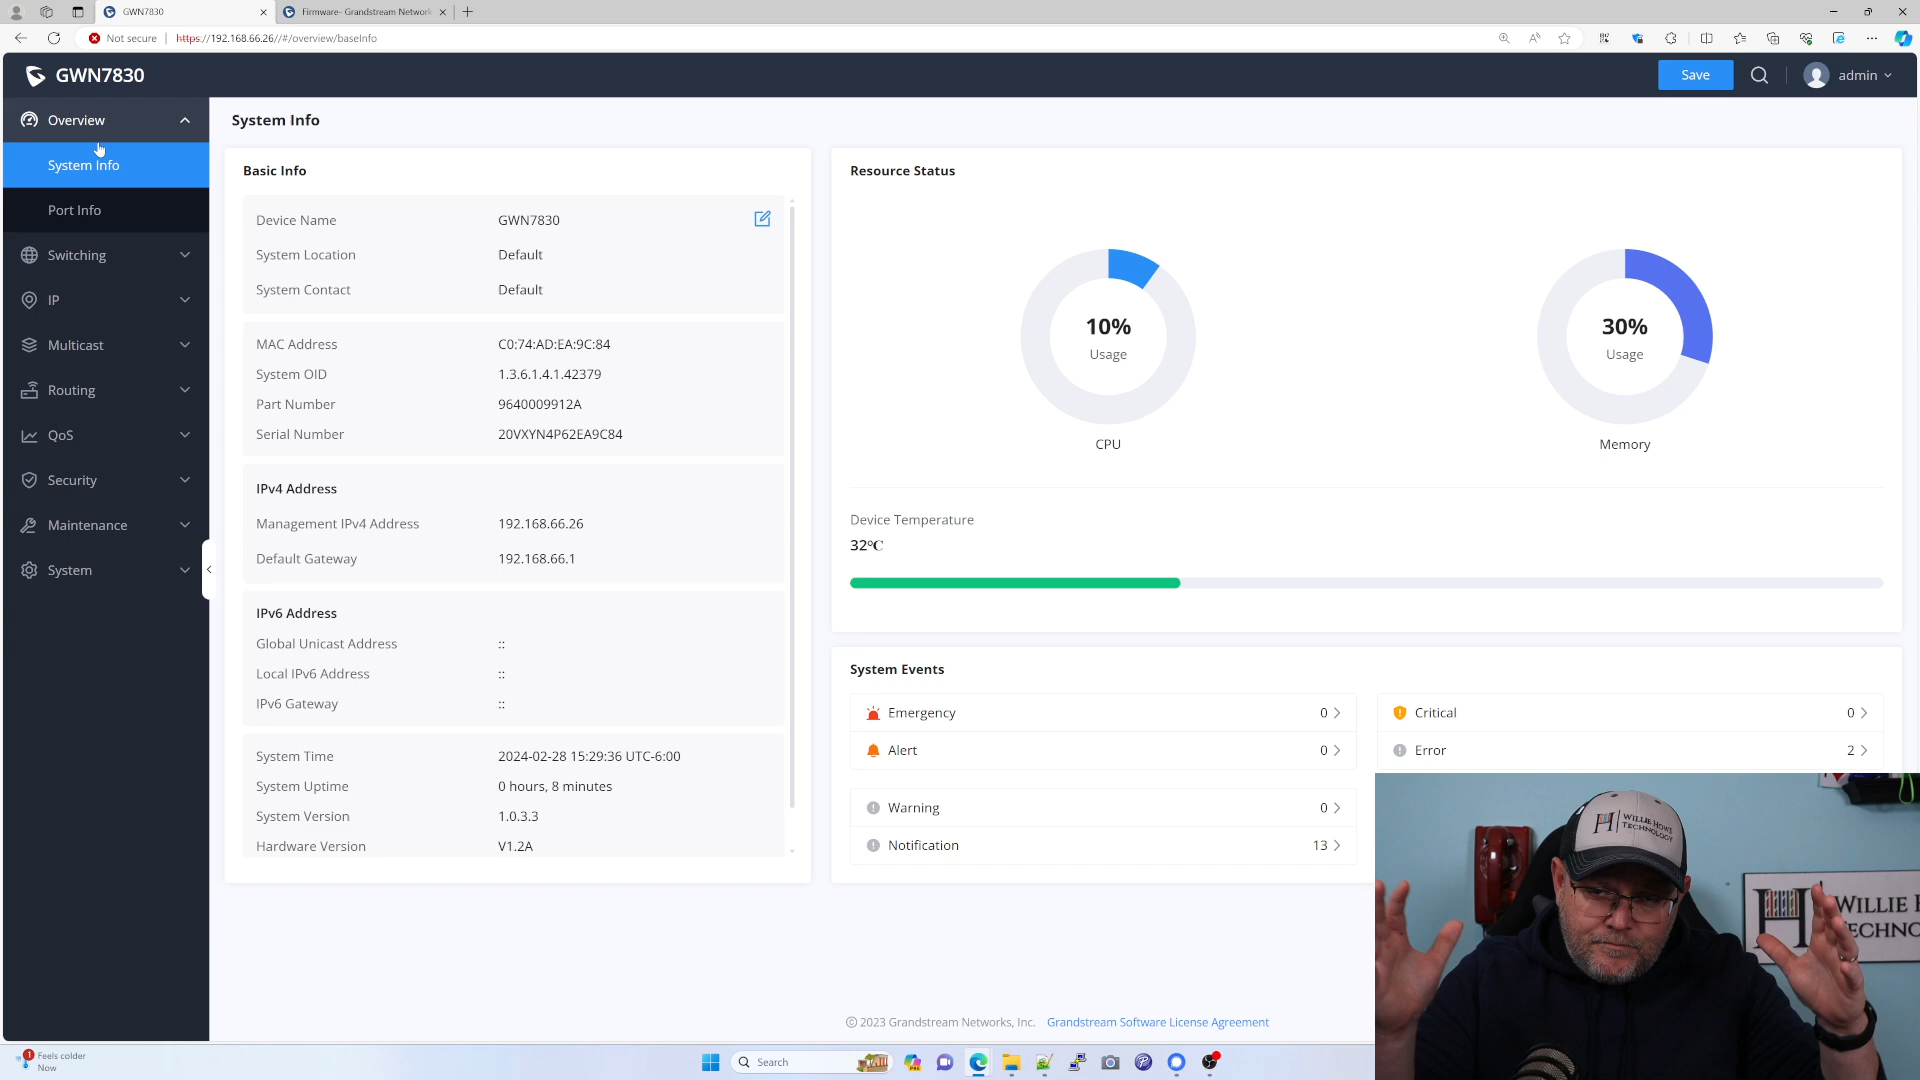 GWN7830
Firmware- Grandstream Network
Not secure
https://192.168.66.26//#/overview/baseInfo
GWN7830
Save
admin
Overview
System Info
Port Info
Switching
IP
Multicast
Routing
QoS
Security
Maintenance
System
System Info
Basic Info
Device Name GWN7830
System Location Default
System Contact Default
MAC Address C0:74:AD:EA:9C:84
System OID 1.3.6.1.4.1.42379
Part Number 9640009912A
Serial Number 20VXYN4P62EA9C84
IPv4 Address
Management IPv4 Address 192.168.66.26
Default Gateway 192.168.66.1
IPv6 Address
Global Unicast Address ::
Local IPv6 Address ::
IPv6 Gateway ::
System Time 2024-02-28 15:29:36 UTC-6:00
System Uptime 0 hours, 8 minutes
System Version 1.0.3.3
Hardware Version V1.2A
Resource Status
10%
Usage
CPU
30%
Usage
Memory
Device Temperature
32℃
System Events
Emergency 0
Critical 0
Alert 0
Error 2
Warning 0
Notification 13
WILLIE HOWE
TECHNOLOGY
WILLIE H
TECHNO
© 2023 Grandstream Networks, Inc. Grandstream Software License Agreement
1
Feels colder
Now
Search